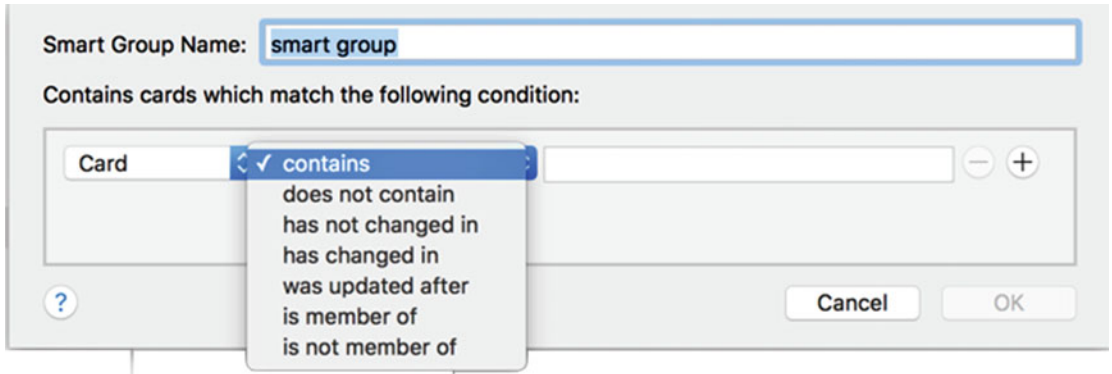 Smart Group Name: smart group
Contains cards which match the following condition:
Card ✓ contains
does not contain
has not changed in
has changed in
was updated after
is member of
is not member of
? Cancel OK